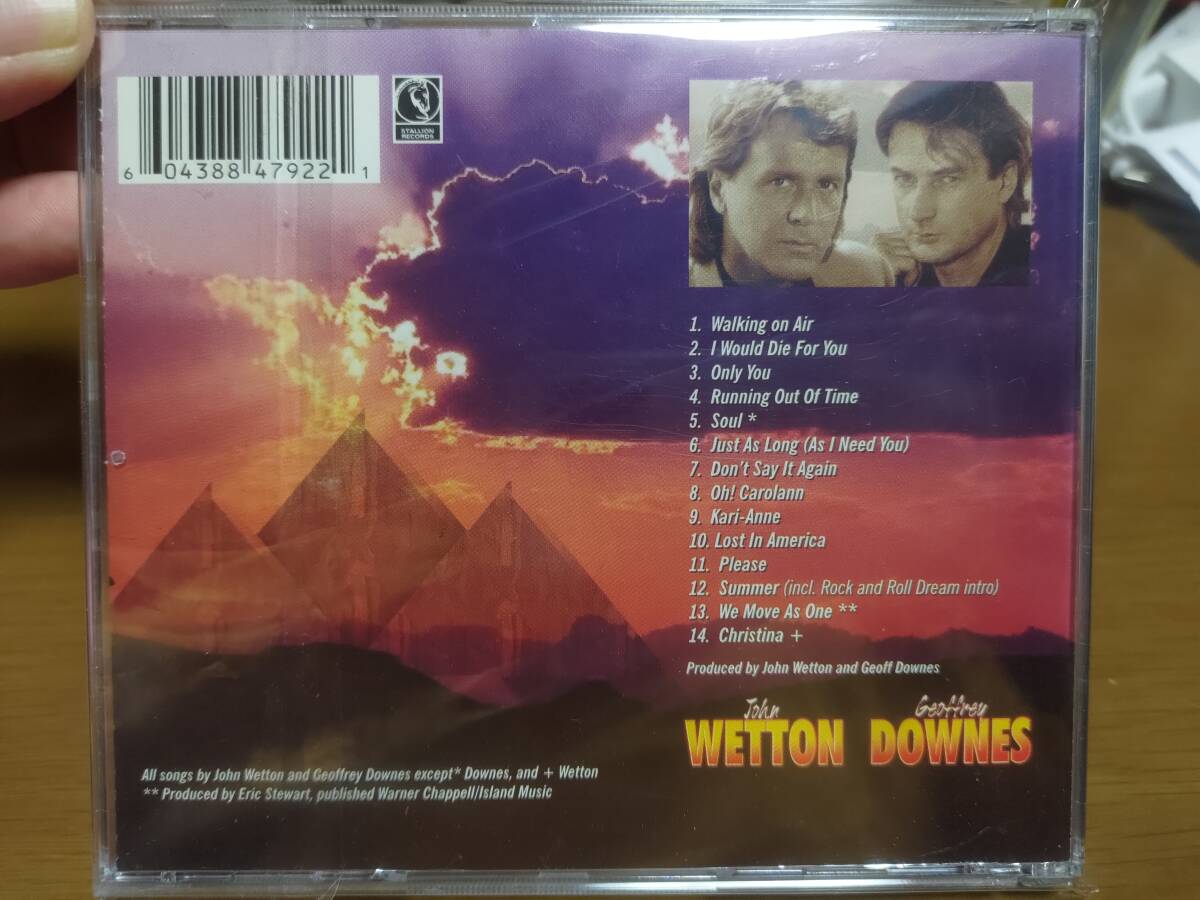 6 04388 47922 1
STALLION
RECORDS
1. Walking on Air
2. I Would Die For You
3. Only You
4. Running Out Of Time
5. Soul *
6. Just As Long (As I Need You)
7. Don't Say It Again
8. Oh! Carolann
9. Kari-Anne
10. Lost In America
11. Please
12. Summer (incl. Rock and Roll Dream intro)
13. We Move As One **
14. Christina +
Produced by John Wetton and Geoff Downes
John Geoffrey
WETTON DOWNES
All songs by John Wetton and Geoffrey Downes except* Downes, and + Wetton
** Produced by Eric Stewart, published Warner Chappell/Island Music